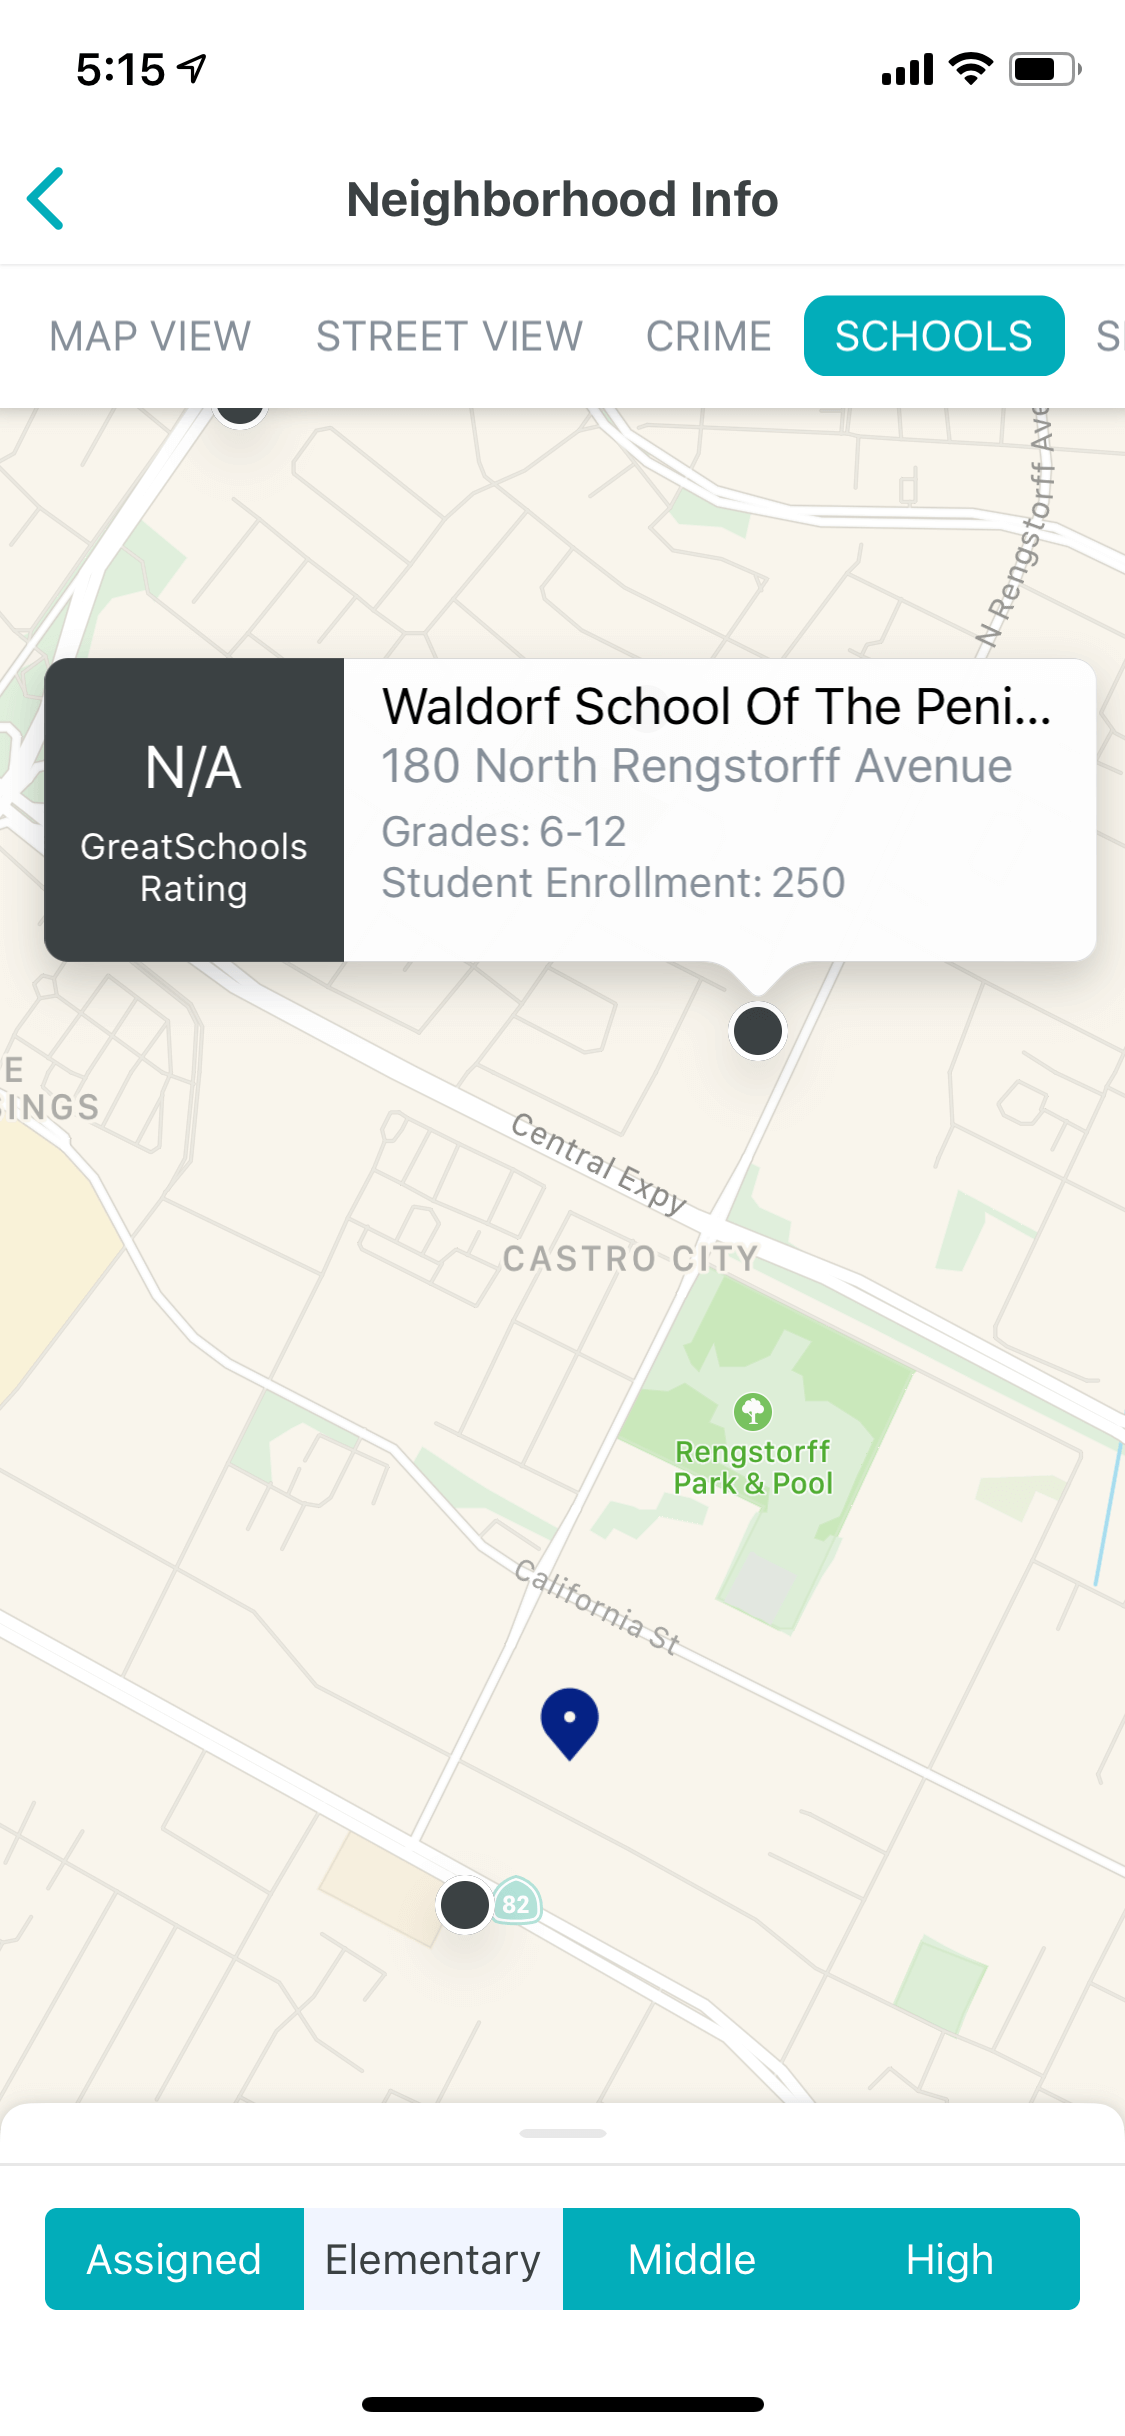 5:15
Neighborhood Info
MAP VIEW STREET VIEW CRIME SCHOOLS
N Rengstorff Ave
N/A
GreatSchools
Rating
Waldorf School Of The Peni...
180 North Rengstorff Avenue
Grades: 6-12
Student Enrollment: 250
Central Expy
CASTRO CITY
Rengstorff
Park & Pool
California St
82
Assigned Elementary Middle High